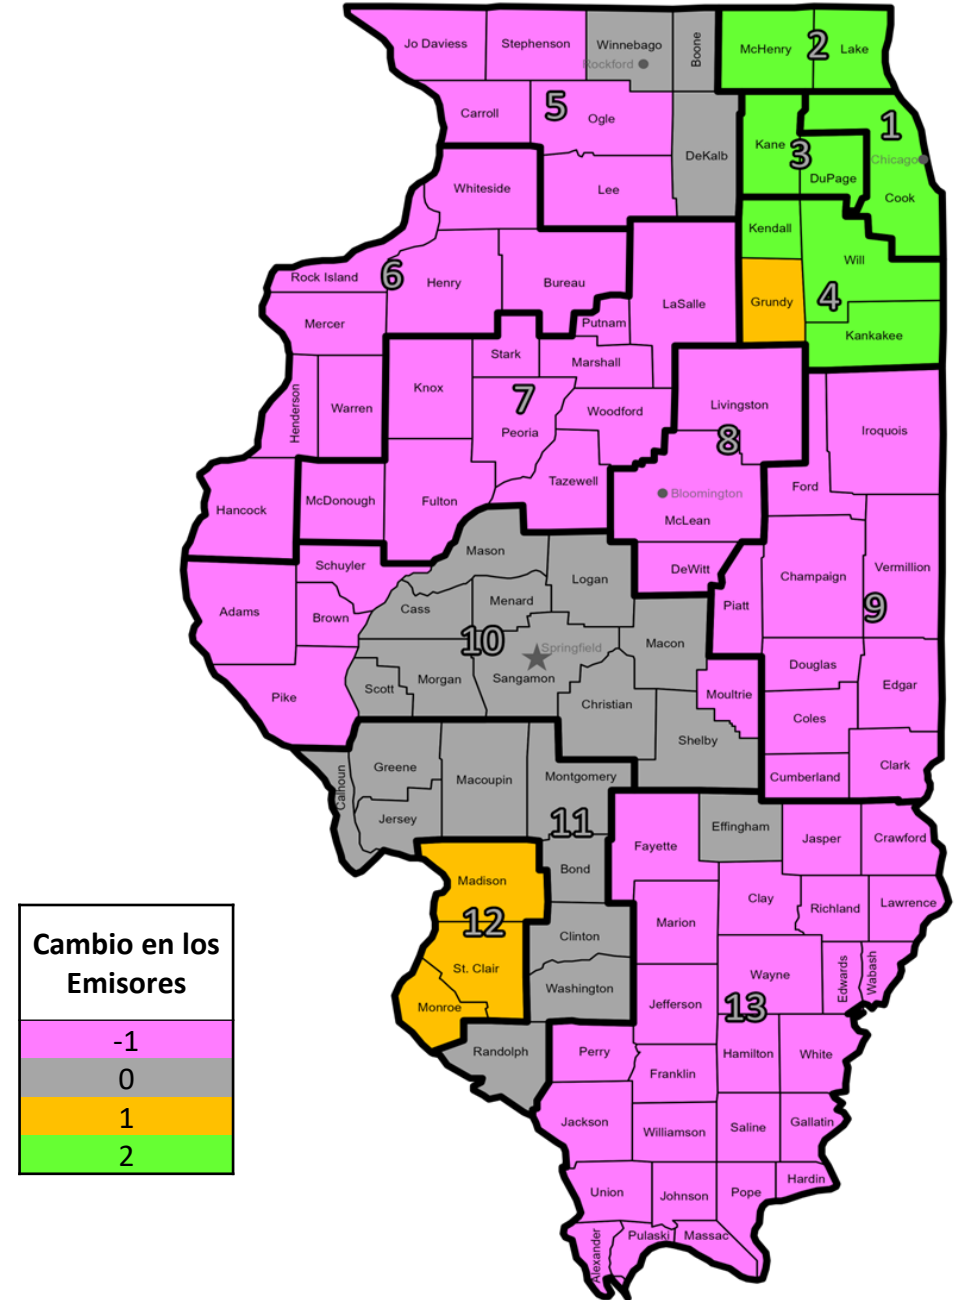 Jo Daviess
Stephenson
Winnebago
Rockford
Boone
McHenry
2
Lake
Carroll
5
Ogle
DeKalb
Kane
3
DuPage
1
Chicago
Cook
Whiteside
Lee
Kendall
Will
Rock Island
6
Henry
Bureau
LaSalle
Grundy
4
Kankakee
Mercer
Putnam
Stark
Marshall
Henderson
Warren
Knox
7
Peoria
Woodford
Livingston
8
Iroquois
Hancock
McDonough
Fulton
Tazewell
Bloomington
McLean
Ford
Mason
Schuyler
Logan
DeWitt
Champaign
Vermillion
Adams
Brown
Cass
Menard
Piatt
9
10
Springfield
Macon
Pike
Scott
Morgan
Sangamon
Christian
Moultrie
Douglas
Edgar
Coles
Shelby
Calhoun
Greene
Macoupin
Montgomery
Cumberland
Clark
Jersey
11
Effingham
Fayette
Jasper
Crawford
Madison
Bond
Clay
Richland
Lawrence
12
Clinton
Marion
St. Clair
Washington
Wayne
Edwards
Wabash
Monroe
Jefferson
13
Randolph
Perry
Franklin
Hamilton
White
Jackson
Williamson
Saline
Gallatin
Union
Johnson
Pope
Hardin
Alexander
Pulaski
Massac
Cambio en los
Emisores
-1
0
1
2